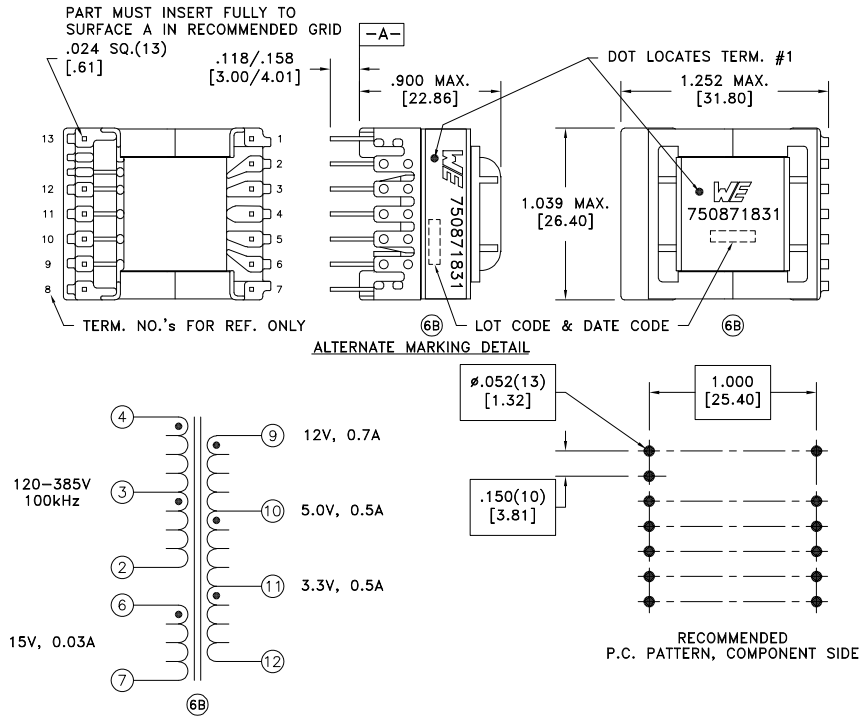 PART MUST INSERT FULLY TO
SURFACE A IN RECOMMENDED GRID
.024 SQ.(13)
[.61]
.118/.158
[3.00/4.01]
-A-
.900 MAX.
[22.86]
DOT LOCATES TERM. #1
1.252 MAX.
[31.80]
13
12
11
10
9
8
1
2
3
4
5
6
7
WE
750871831
1.039 MAX.
[26.40]
WE
750871831
TERM. NO.'s FOR REF. ONLY
6B
LOT CODE & DATE CODE
6B
ALTERNATE MARKING DETAIL
4
3
2
6
7
120-385V
100kHz
15V, 0.03A
9
12V, 0.7A
10
5.0V, 0.5A
11
3.3V, 0.5A
12
6B
ø.052(13)
[1.32]
1.000
[25.40]
.150(10)
[3.81]
RECOMMENDED
P.C. PATTERN, COMPONENT SIDE